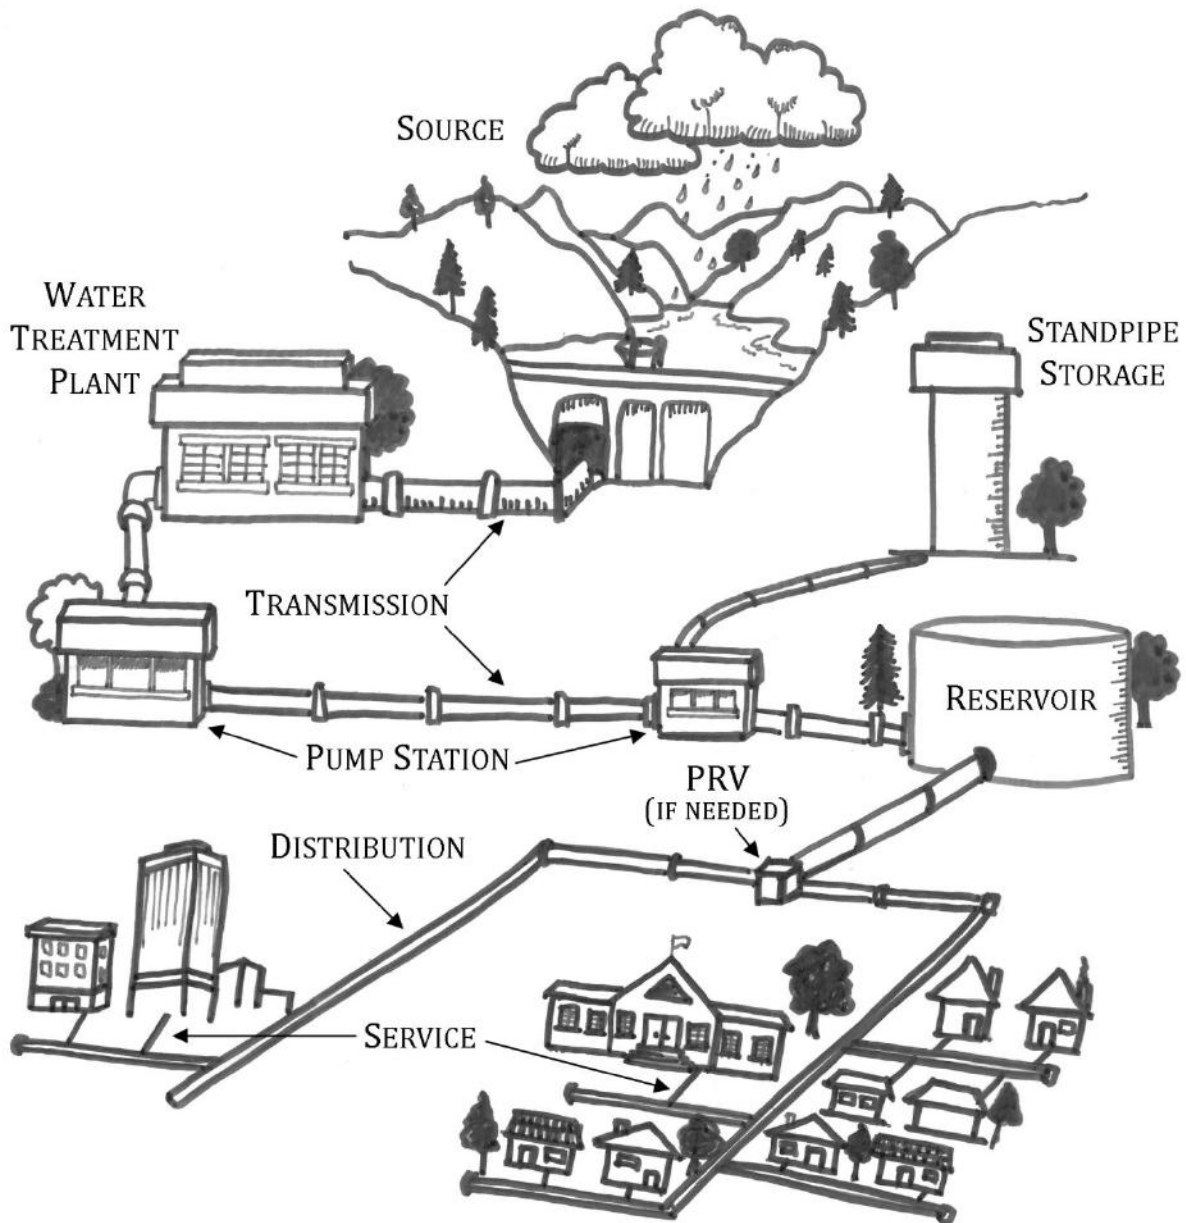 SOURCE
WATER
TREATMENT
PLANT
STANDPIPE
STORAGE
TRANSMISSION
RESERVOIR
PUMP STATION
PRV
(IF NEEDED)
DISTRIBUTION
SERVICE